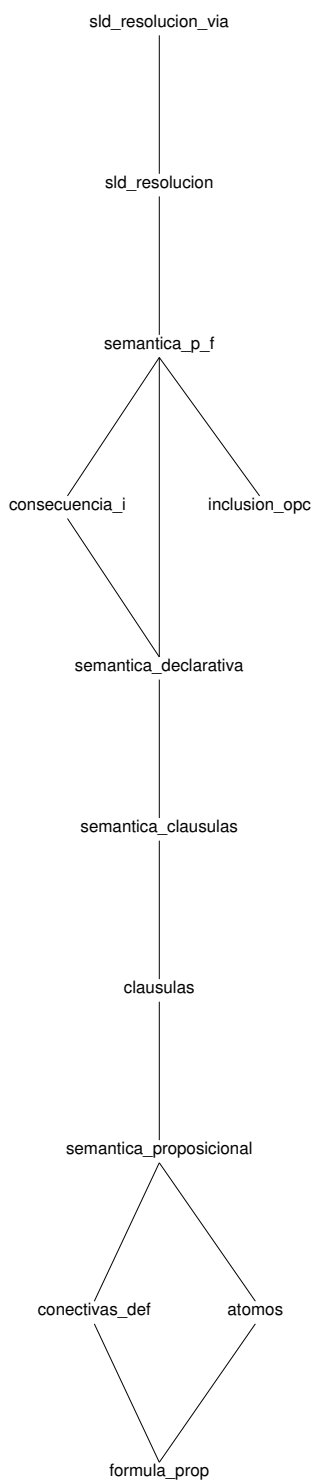 sld_resolucion_via
sld_resolucion
semantica_p_f
consecuencia_i
inclusion_opc
semantica_declarativa
semantica_clausulas
clausulas
semantica_proposicional
conectivas_def
atomos
formula_prop